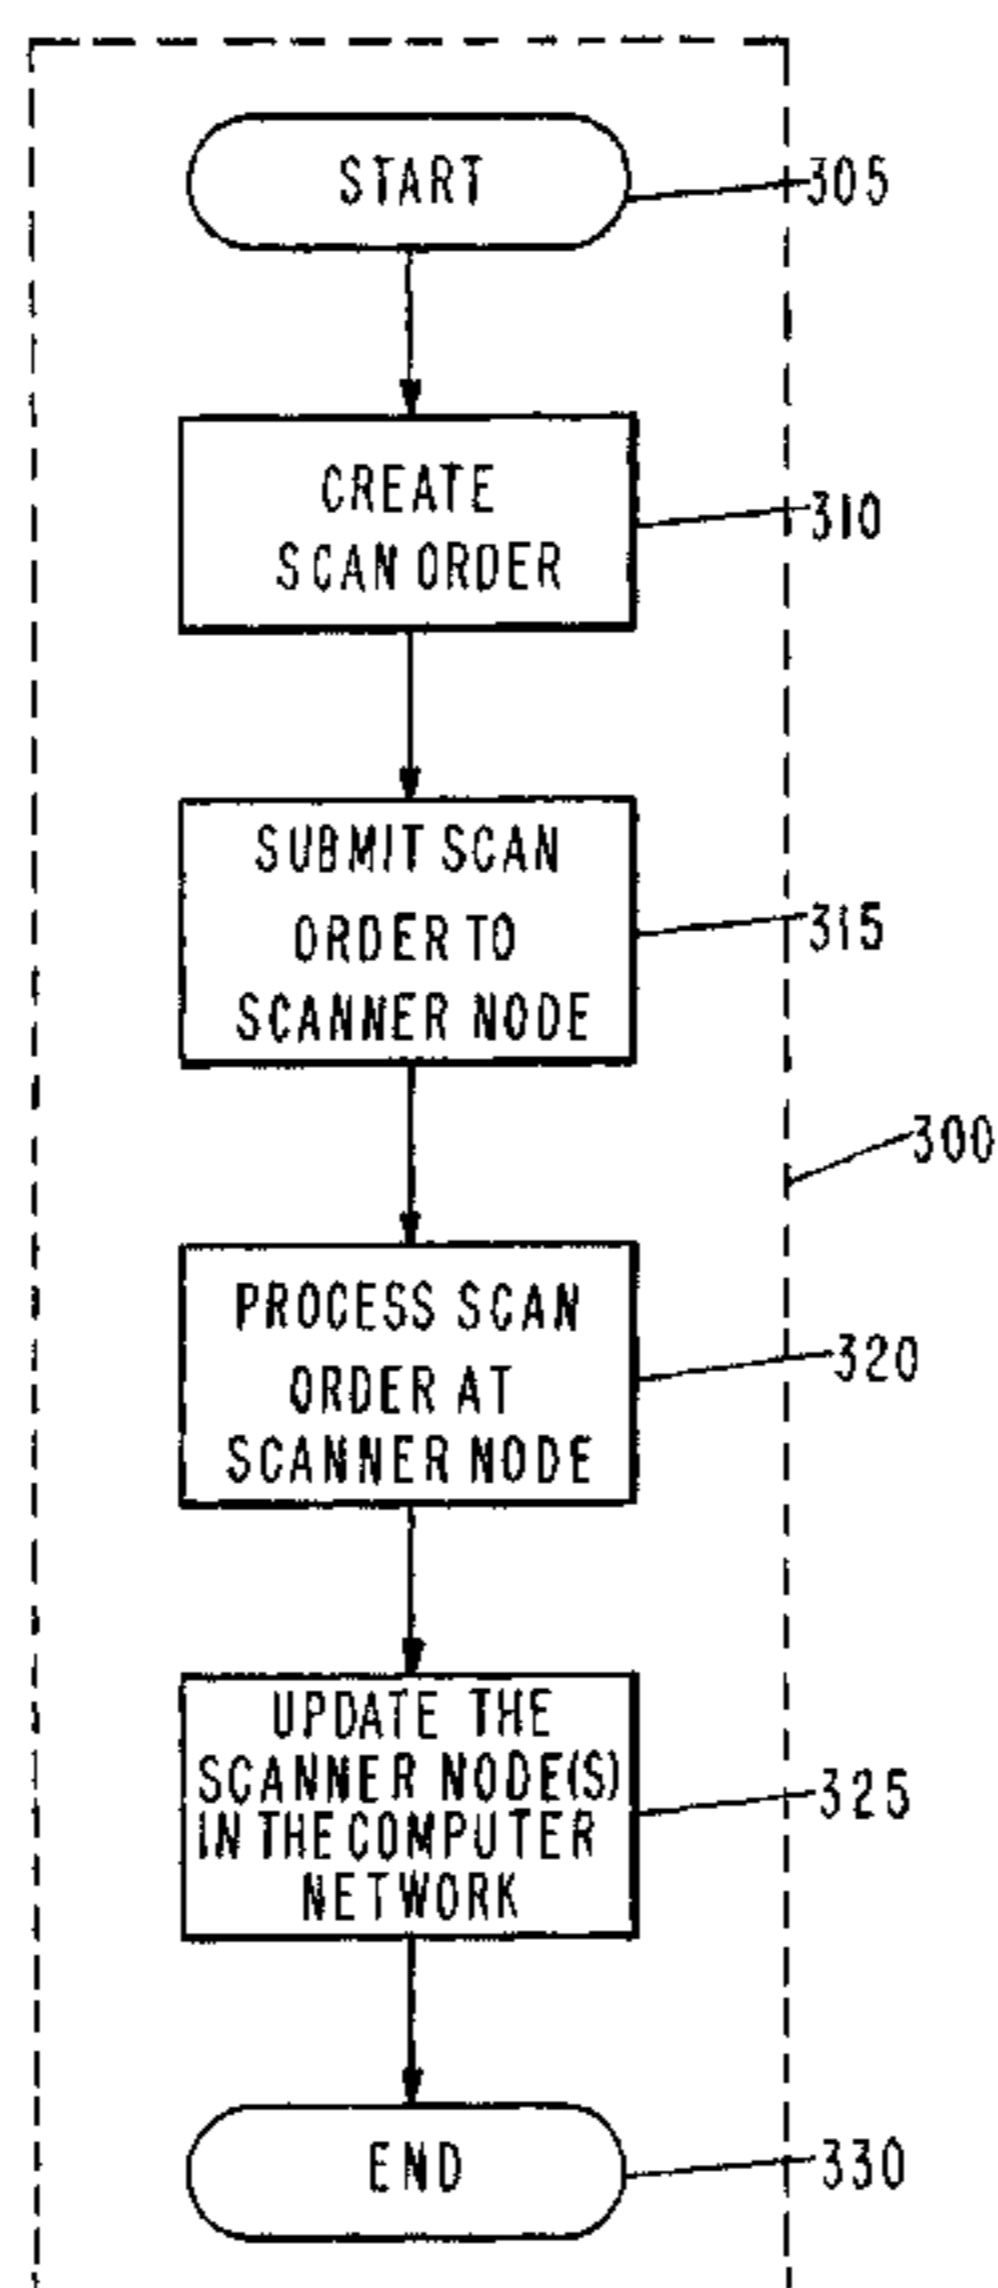 START
305
CREATE
SCAN ORDER
310
SUBMIT SCAN
ORDER TO
SCANNER NODE
315
300
PROCESS SCAN
ORDER AT
SCANNER NODE
320
UPDATE THE
SCANNER NODE(S)
IN THE COMPUTER
NETWORK
325
END
330